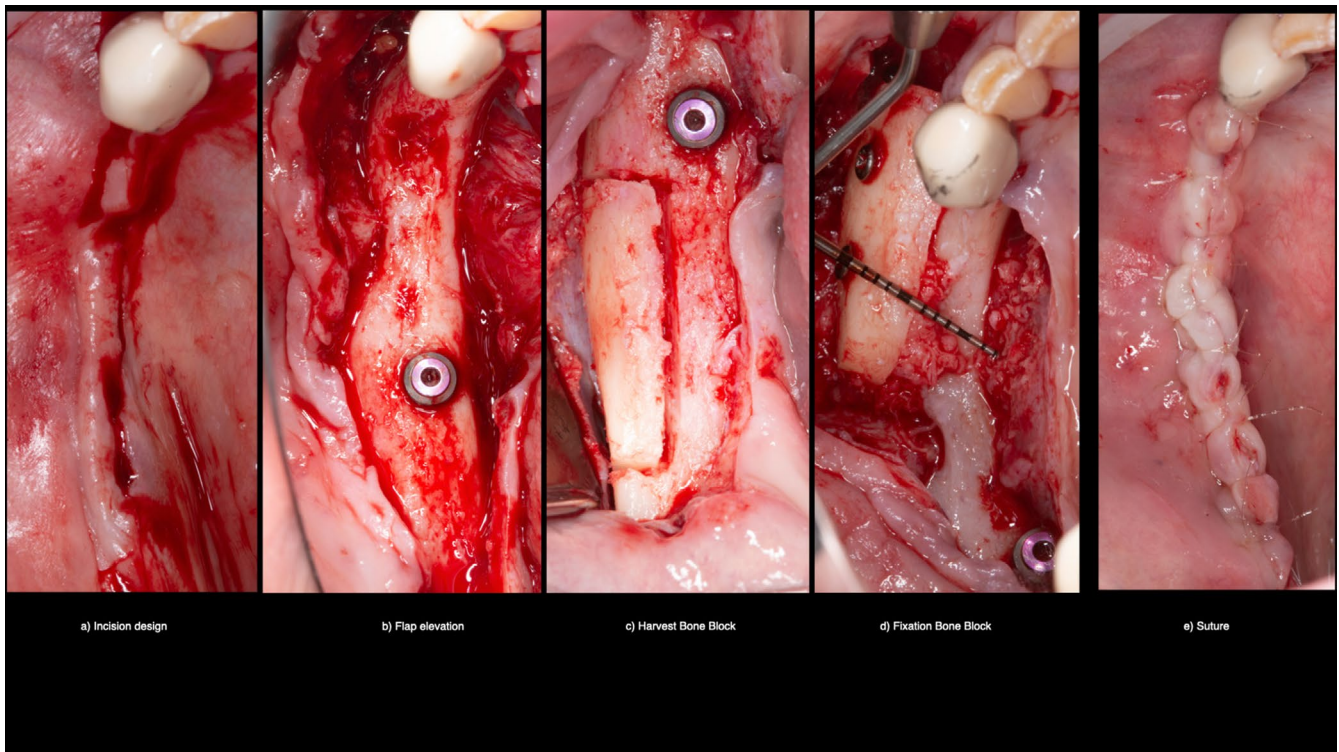 a) Incision design
b) Flap elevation
c) Harvest Bone Block
d) Fixation Bone Block
e) Suture